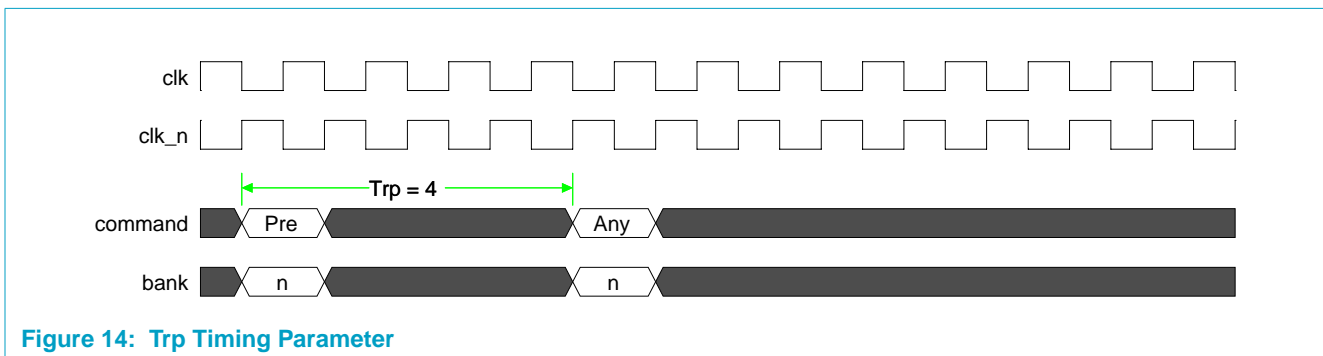 clk
clk_n
Trp = 4
command Pre Any
bank n n
Figure 14: Trp Timing Parameter